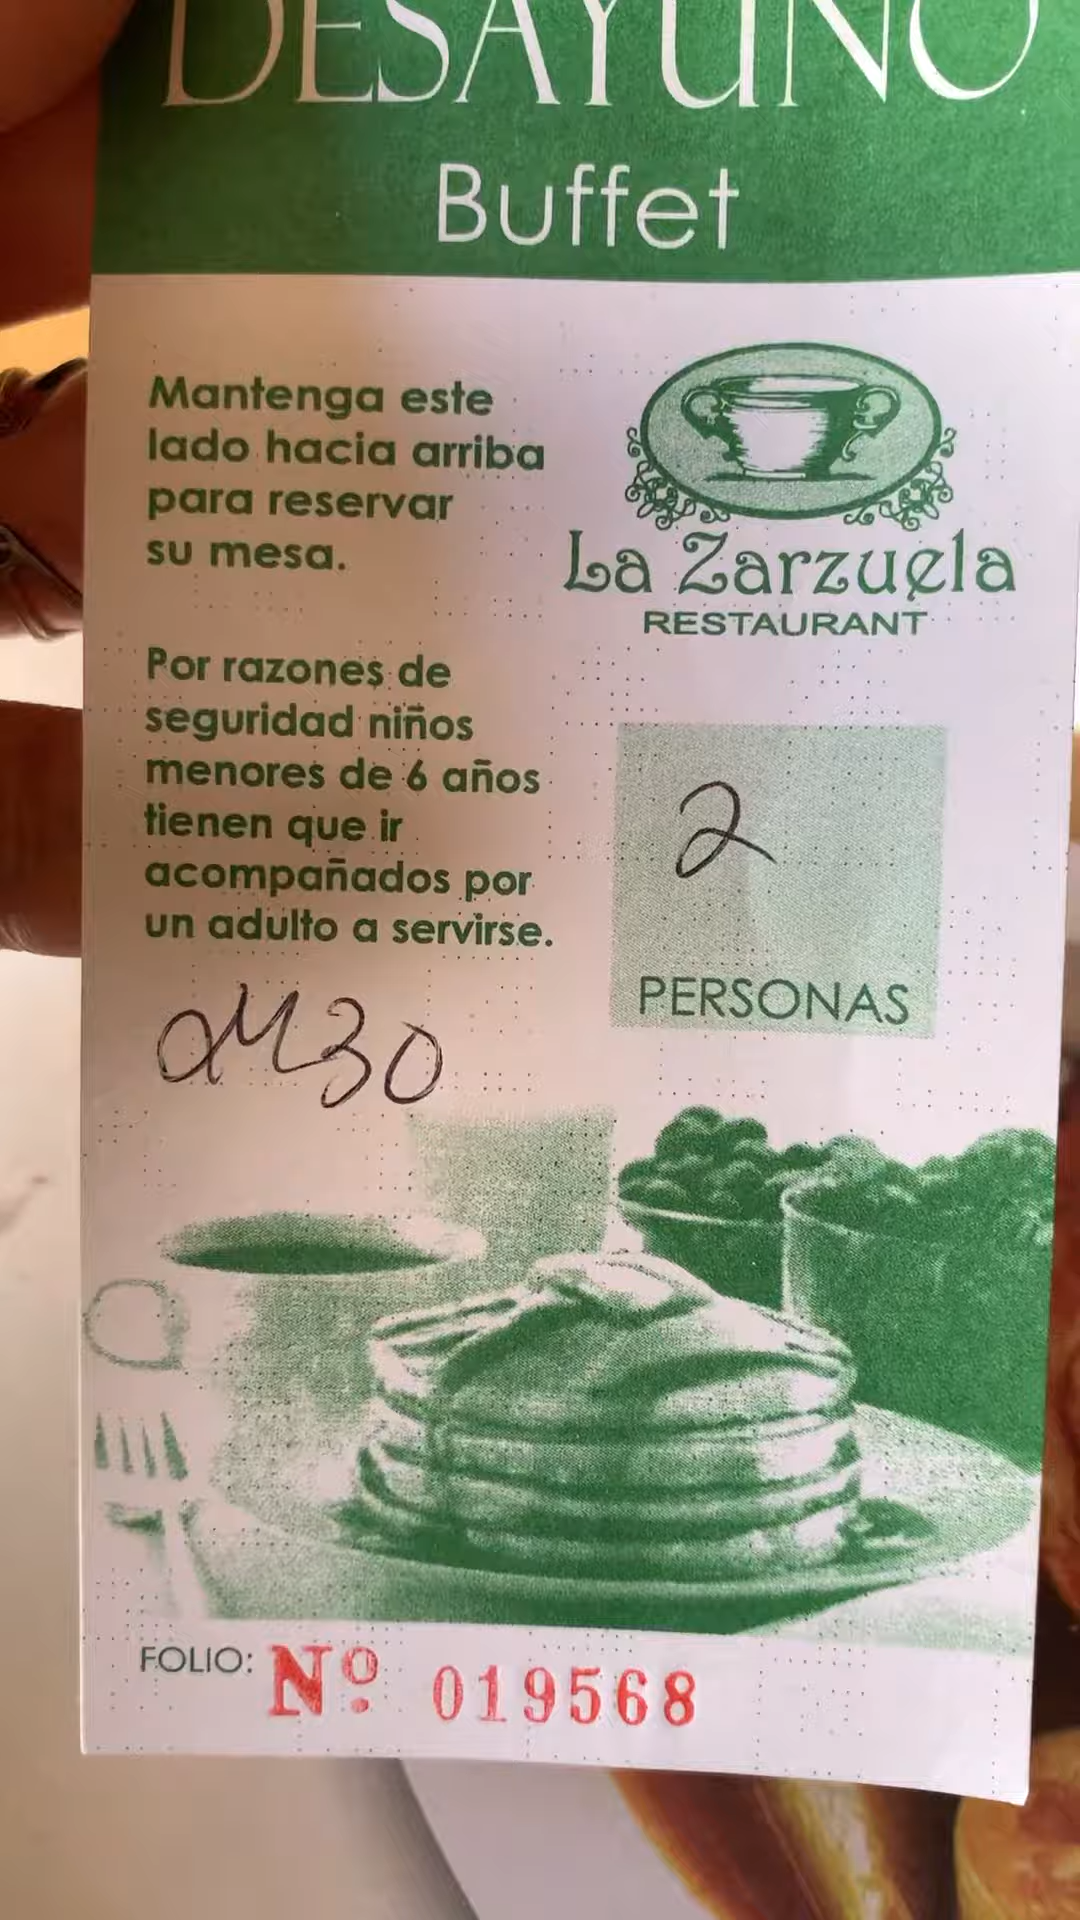 DESAYUNO
Buffet
Mantenga este
lado hacia arriba
para reservar
su mesa.
La Zarzuela
RESTAURANT
Por razones de
seguridad niños
menores de 6 años
tienen que ir
acompañados por
un adulto a servirse.
2
PERSONAS
FOLIO: Nº 019568